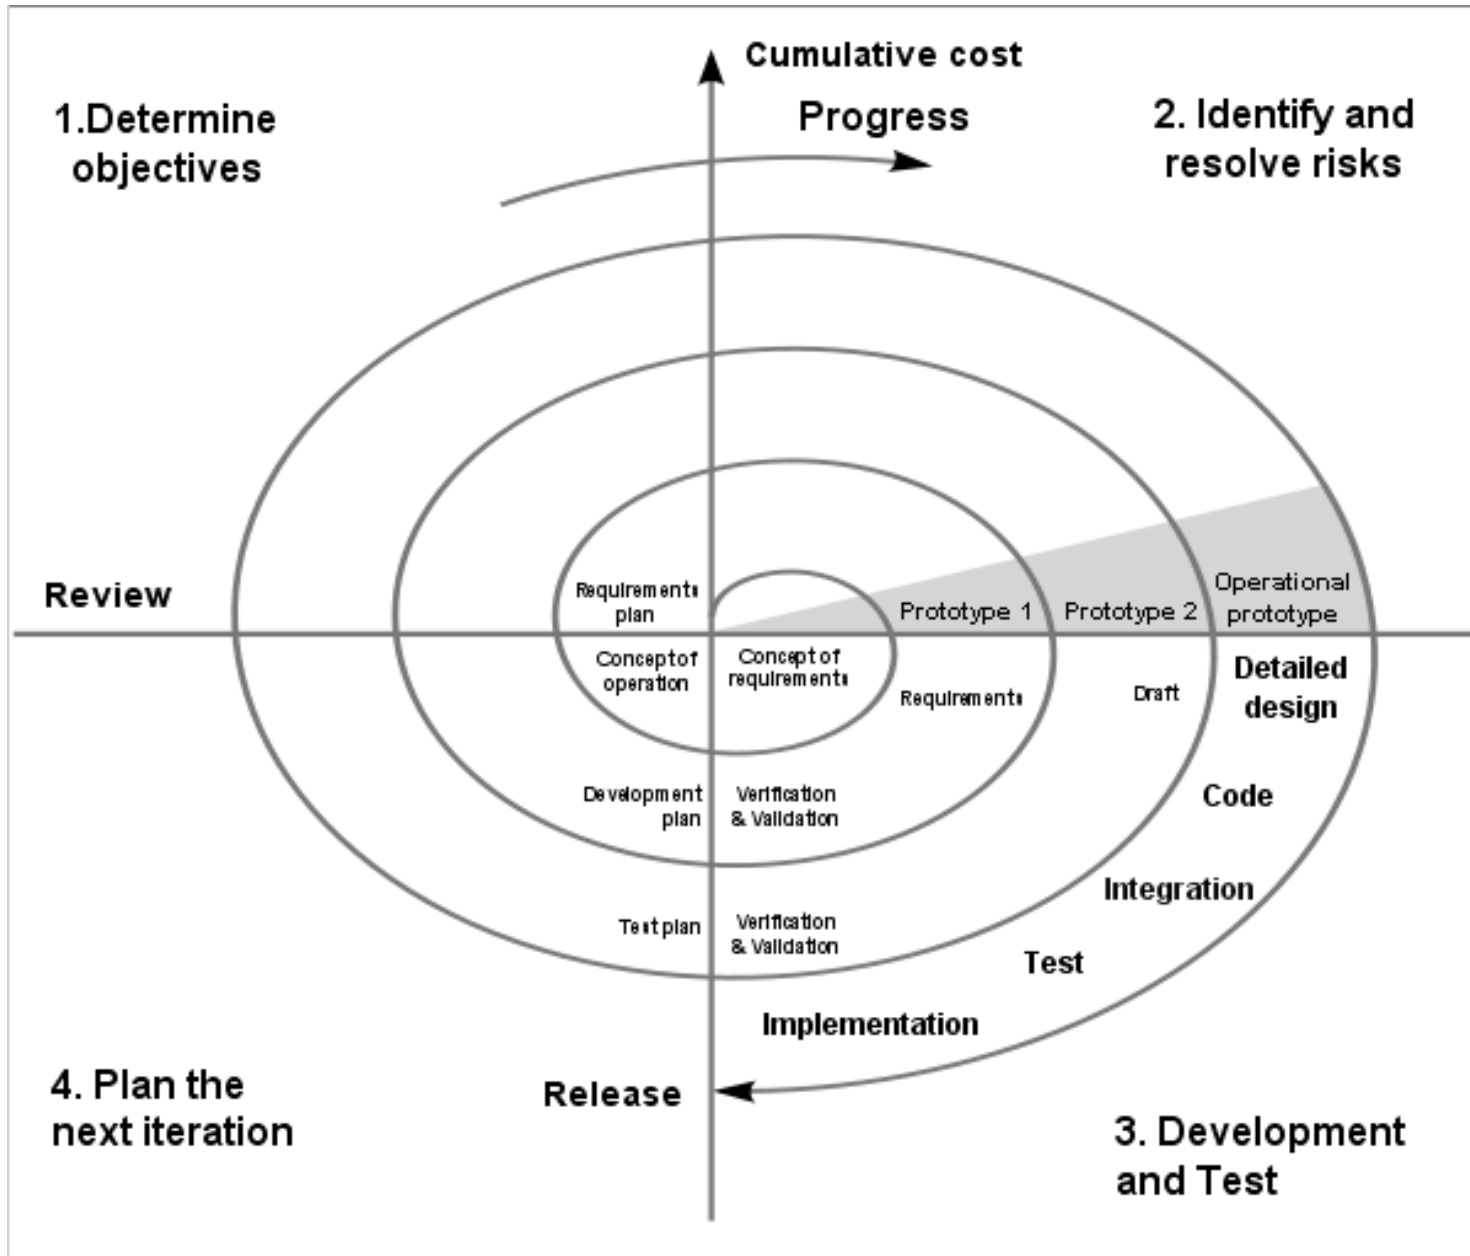 Cumulative cost
Progress
1.Determine
objectives
2. Identify and
resolve risks
Review
Requirements
plan
Prototype 1
Prototype 2
Operational
prototype
Concept of
operation
Concept of
requirements
Requirements
Draft
Detailed
design
Development
plan
Verification
& Validation
Code
Integration
Test plan
Verification
& Validation
Test
Implementation
4. Plan the
next iteration
Release
3. Development
and Test